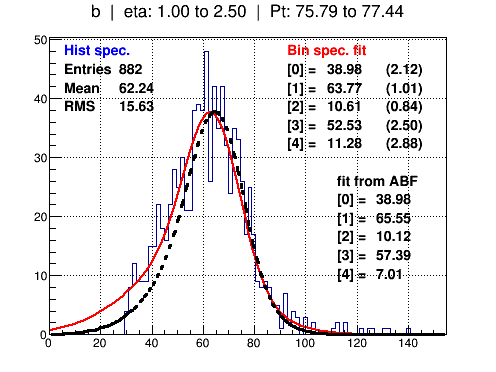 b | eta: 1.00 to 2.50 | Pt: 75.79 to 77.44
Hist spec.
Entries 882
Mean 62.24
RMS 15.63
Bin spec. fit
[0] = 38.98 (2.12)
[1] = 63.77 (1.01)
[2] = 10.61 (0.84)
[3] = 52.53 (2.50)
[4] = 11.28 (2.88)
fit from ABF
[0] = 38.98
[1] = 65.55
[2] = 10.12
[3] = 57.39
[4] = 7.01
50
40
30
20
10
0
0 20 40 60 80 100 120 140